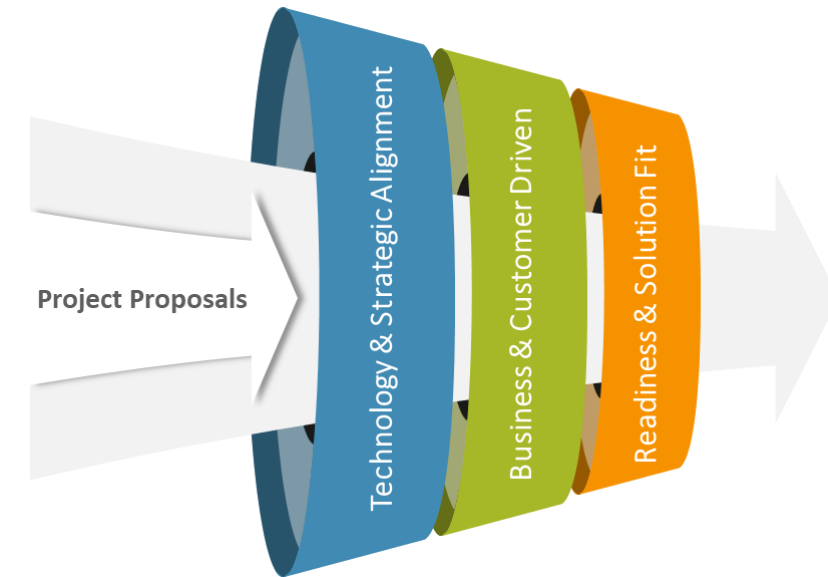 Project Proposals
Technology & Strategic Alignment
Business & Customer Driven
Readiness & Solution Fit